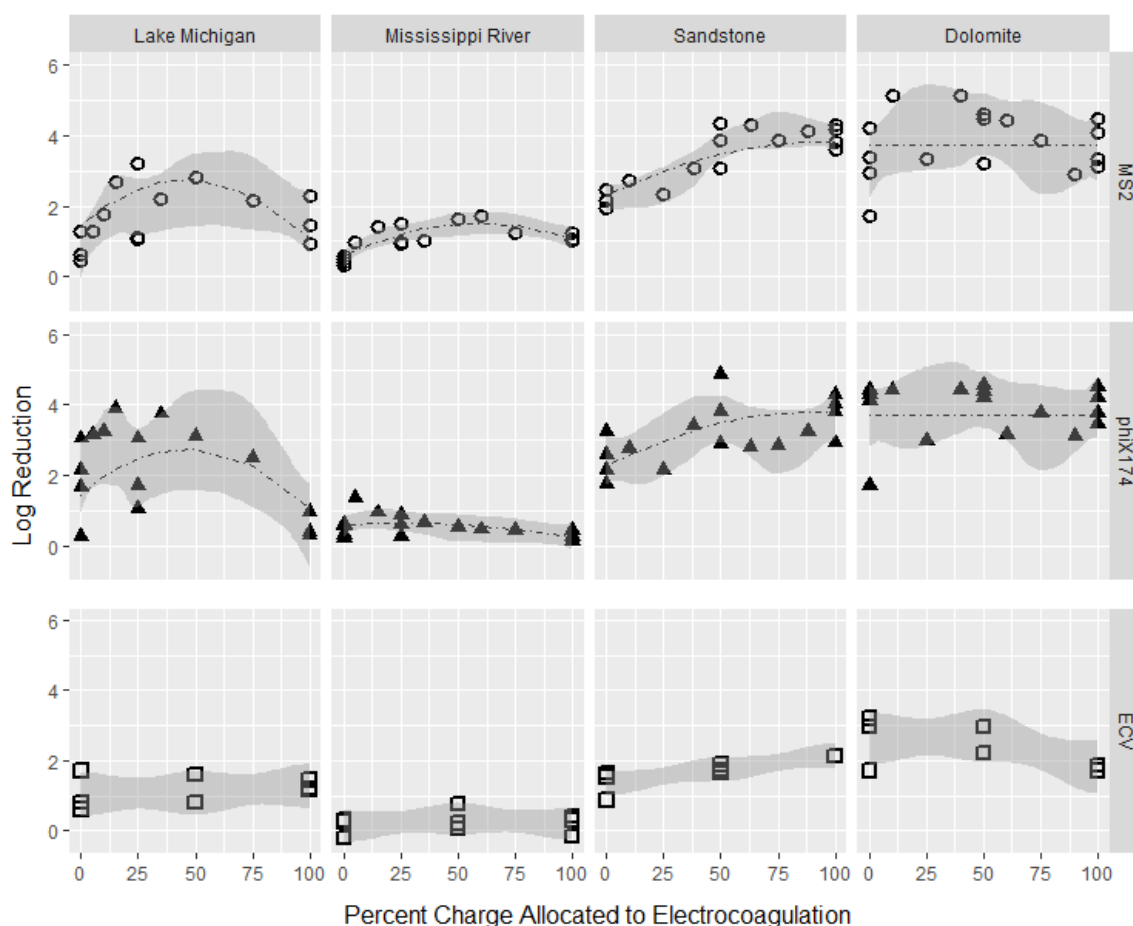 Lake Michigan Mississippi River Sandstone Dolomite
6
4
2
0
MS2
6
4
2
0
phiX174
6
4
2
0
ECV
Log Reduction
0 25 50 75 100 0 25 50 75 100 0 25 50 75 100 0 25 50 75 100
Percent Charge Allocated to Electrocoagulation